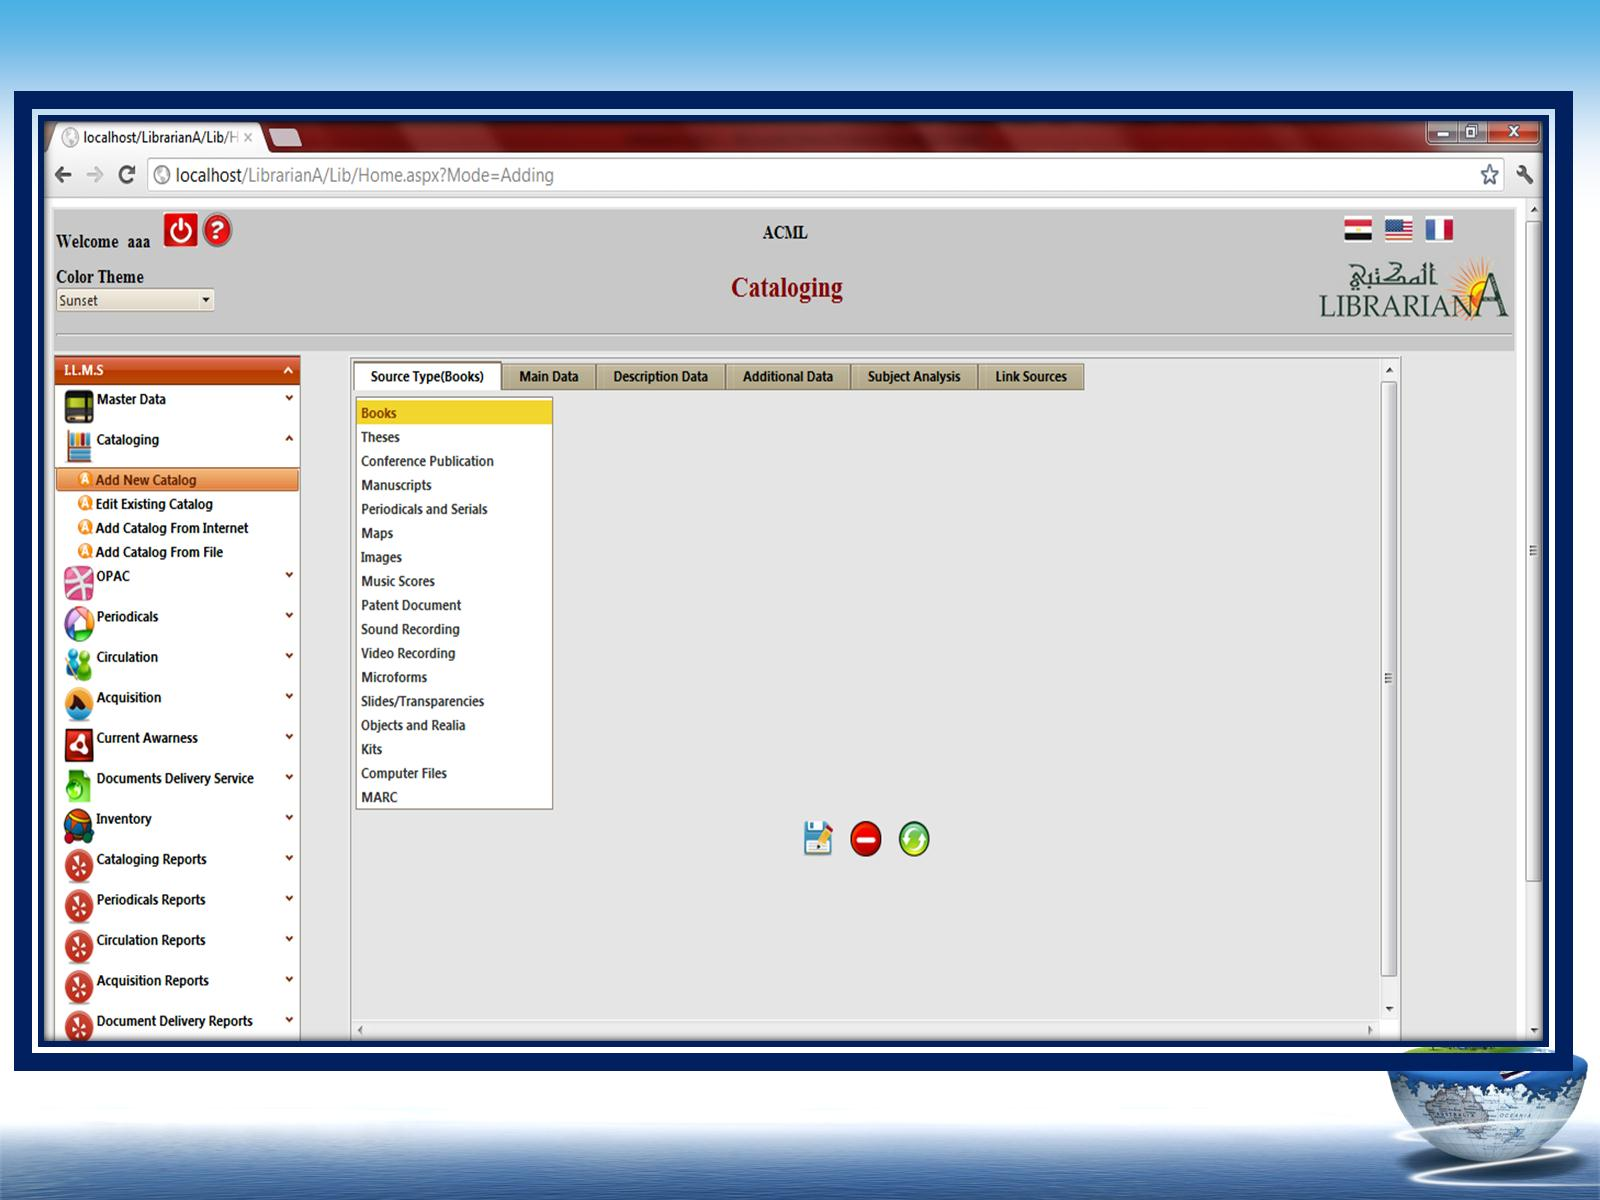 localhost/LibrarianA/Lib/H
localhost/LibrarianA/Lib/Home.aspx?Mode=Adding
Welcome aaa
ACML
Color Theme
Sunset
Cataloging
المكتبي
LIBRARIANA
I.L.M.S
Master Data
Cataloging
Add New Catalog
Edit Existing Catalog
Add Catalog From Internet
Add Catalog From File
OPAC
Periodicals
Circulation
Acquisition
Current Awarness
Documents Delivery Service
Inventory
Cataloging Reports
Periodicals Reports
Circulation Reports
Acquisition Reports
Document Delivery Reports
Source Type(Books) Main Data Description Data Additional Data Subject Analysis Link Sources
Books
Theses
Conference Publication
Manuscripts
Periodicals and Serials
Maps
Images
Music Scores
Patent Document
Sound Recording
Video Recording
Microforms
Slides/Transparencies
Objects and Realia
Kits
Computer Files
MARC
AUSTRALIA
OCEANIA